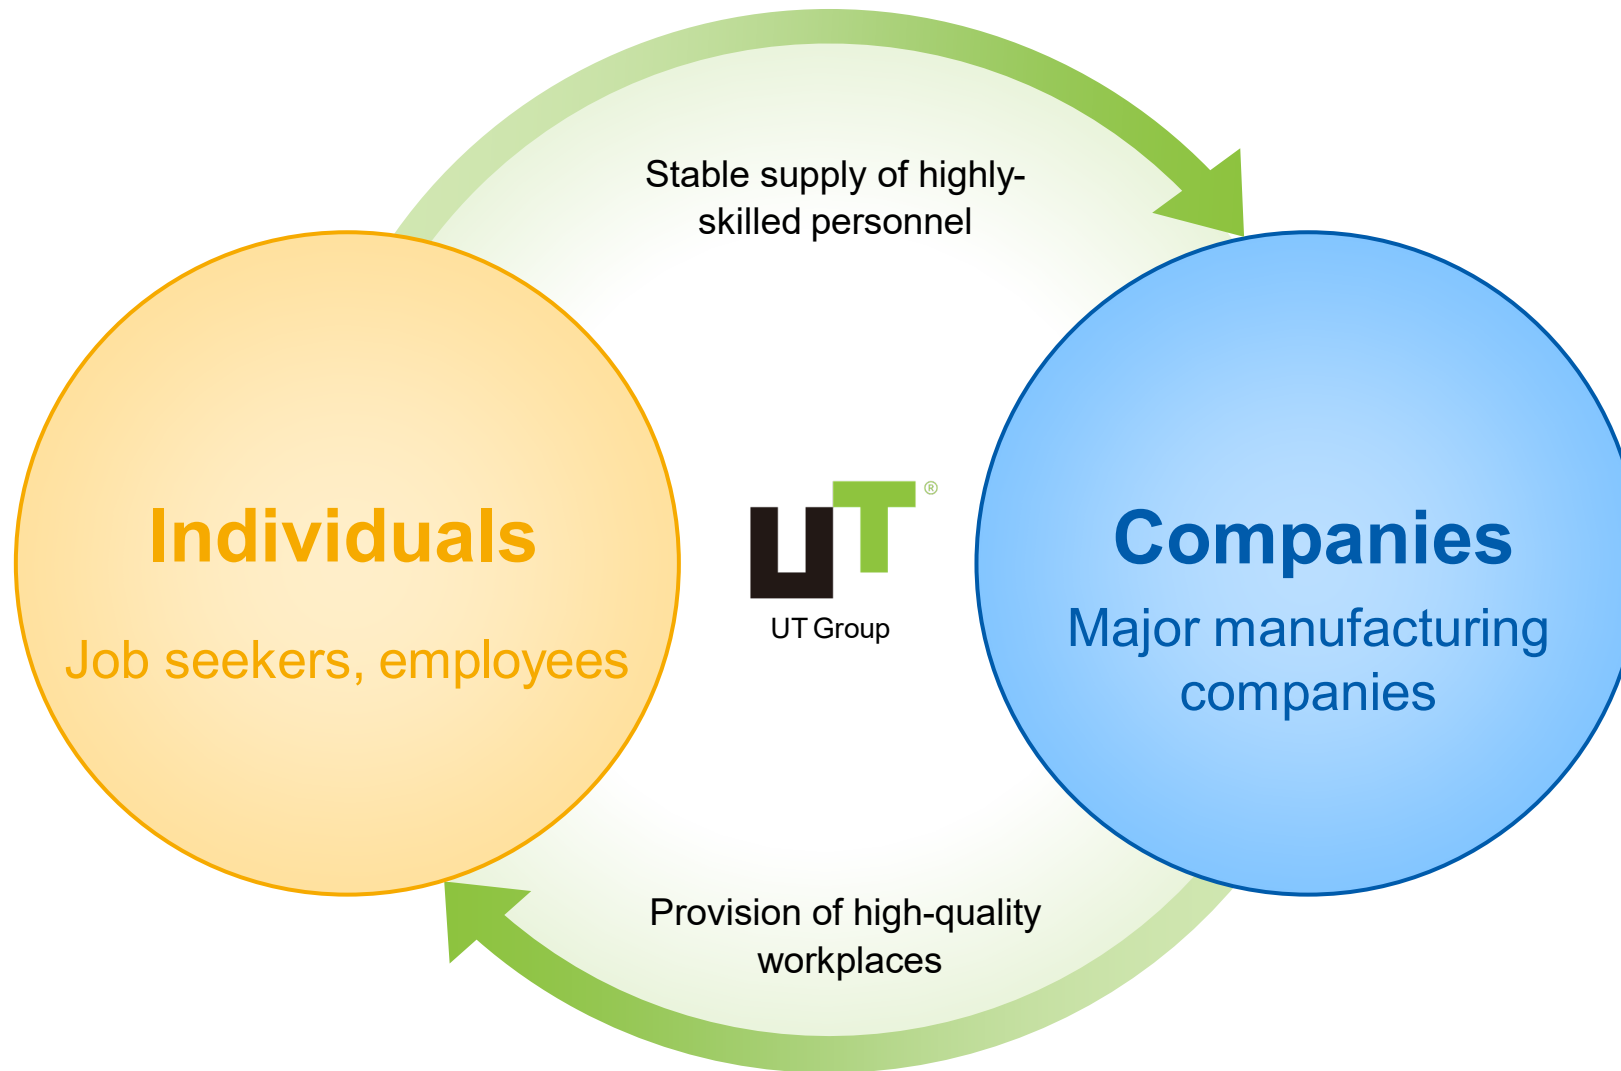 Stable supply of highly-
skilled personnel
Individuals
Job seekers, employees
UT®
UT Group
Companies
Major manufacturing
companies
Provision of high-quality
workplaces